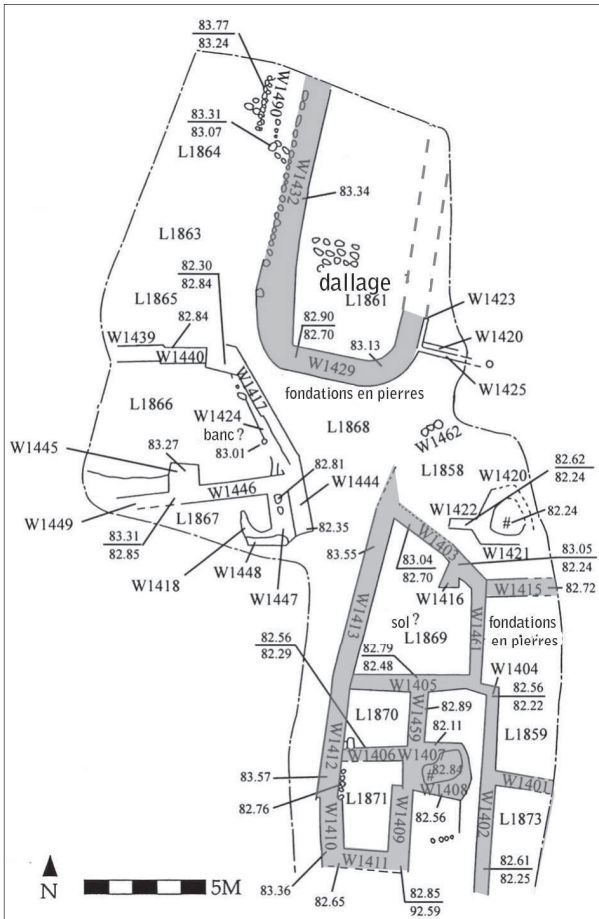 83.77
83.24
W1490
83.31
83.07
L1864
W1432
83.34
L1863
dallage
82.30
82.84
L1861
L1865
W1423
82.84
82.90
82.70
W1439
W1420
83.13
W1440
W1429
W1425
W1417
fondations en pierres
L1866
W1424
L1868
banc ?
W1462
83.01
W1445
83.27
82.81
W1444
L1858
W1420
82.62
82.24
W1446
W1422
#
82.24
W1449
L1867
83.31
82.85
82.35
83.55
W1403
W1421
83.05
82.24
W1418
W1448
W1447
83.04
82.70
W1416
W1415
82.72
W1413
sol ?
L1869
W1461
fondations
en pierres
82.56
82.29
82.79
82.48
W1404
W1405
82.56
82.22
L1870
W1459
82.89
82.11
L1859
W1412
W1406
W1407
#
82.84
83.57
W1408
W1401
82.76
L1871
82.56
L1873
W1410
W1409
W1402
W1411
82.61
82.25
N
5M
83.36
82.65
82.85
92.59